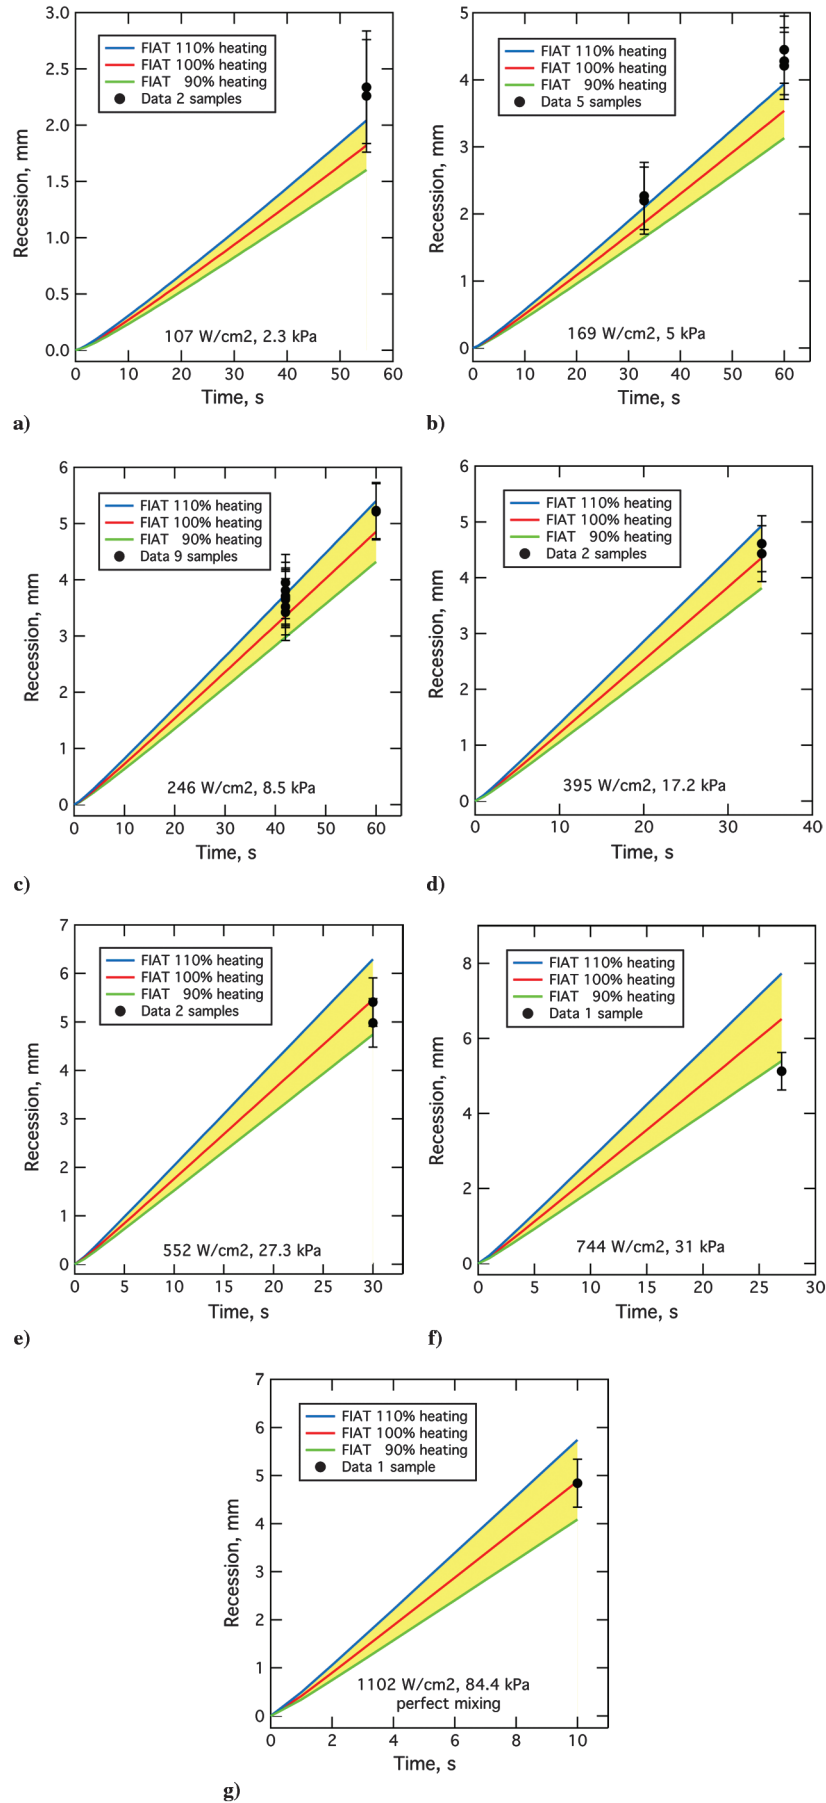 3.0
2.5
2.0
1.5
1.0
0.5
0.0
Recession, mm
FIAT 110% heating
FIAT 100% heating
FIAT 90% heating
Data 2 samples
107 W/cm2, 2.3 kPa
0 10 20 30 40 50 60
Time, s
a)
5
4
3
2
1
0
Recession, mm
FIAT 110% heating
FIAT 100% heating
FIAT 90% heating
Data 5 samples
169 W/cm2, 5 kPa
0 10 20 30 40 50 60
Time, s
b)
6
5
4
3
2
1
0
Recession, mm
FIAT 110% heating
FIAT 100% heating
FIAT 90% heating
Data 9 samples
246 W/cm2, 8.5 kPa
0 10 20 30 40 50 60
Time, s
c)
6
5
4
3
2
1
0
Recession, mm
FIAT 110% heating
FIAT 100% heating
FIAT 90% heating
Data 2 samples
395 W/cm2, 17.2 kPa
0 10 20 30 40
Time, s
d)
7
6
5
4
3
2
1
0
Recession, mm
FIAT 110% heating
FIAT 100% heating
FIAT 90% heating
Data 2 samples
552 W/cm2, 27.3 kPa
0 5 10 15 20 25 30
Time, s
e)
8
6
4
2
0
Recession, mm
FIAT 110% heating
FIAT 100% heating
FIAT 90% heating
Data 1 sample
744 W/cm2, 31 kPa
0 5 10 15 20 25 30
Time, s
f)
7
6
5
4
3
2
1
0
Recession, mm
FIAT 110% heating
FIAT 100% heating
FIAT 90% heating
Data 1 sample
1102 W/cm2, 84.4 kPa
perfect mixing
0 2 4 6 8 10
Time, s
g)